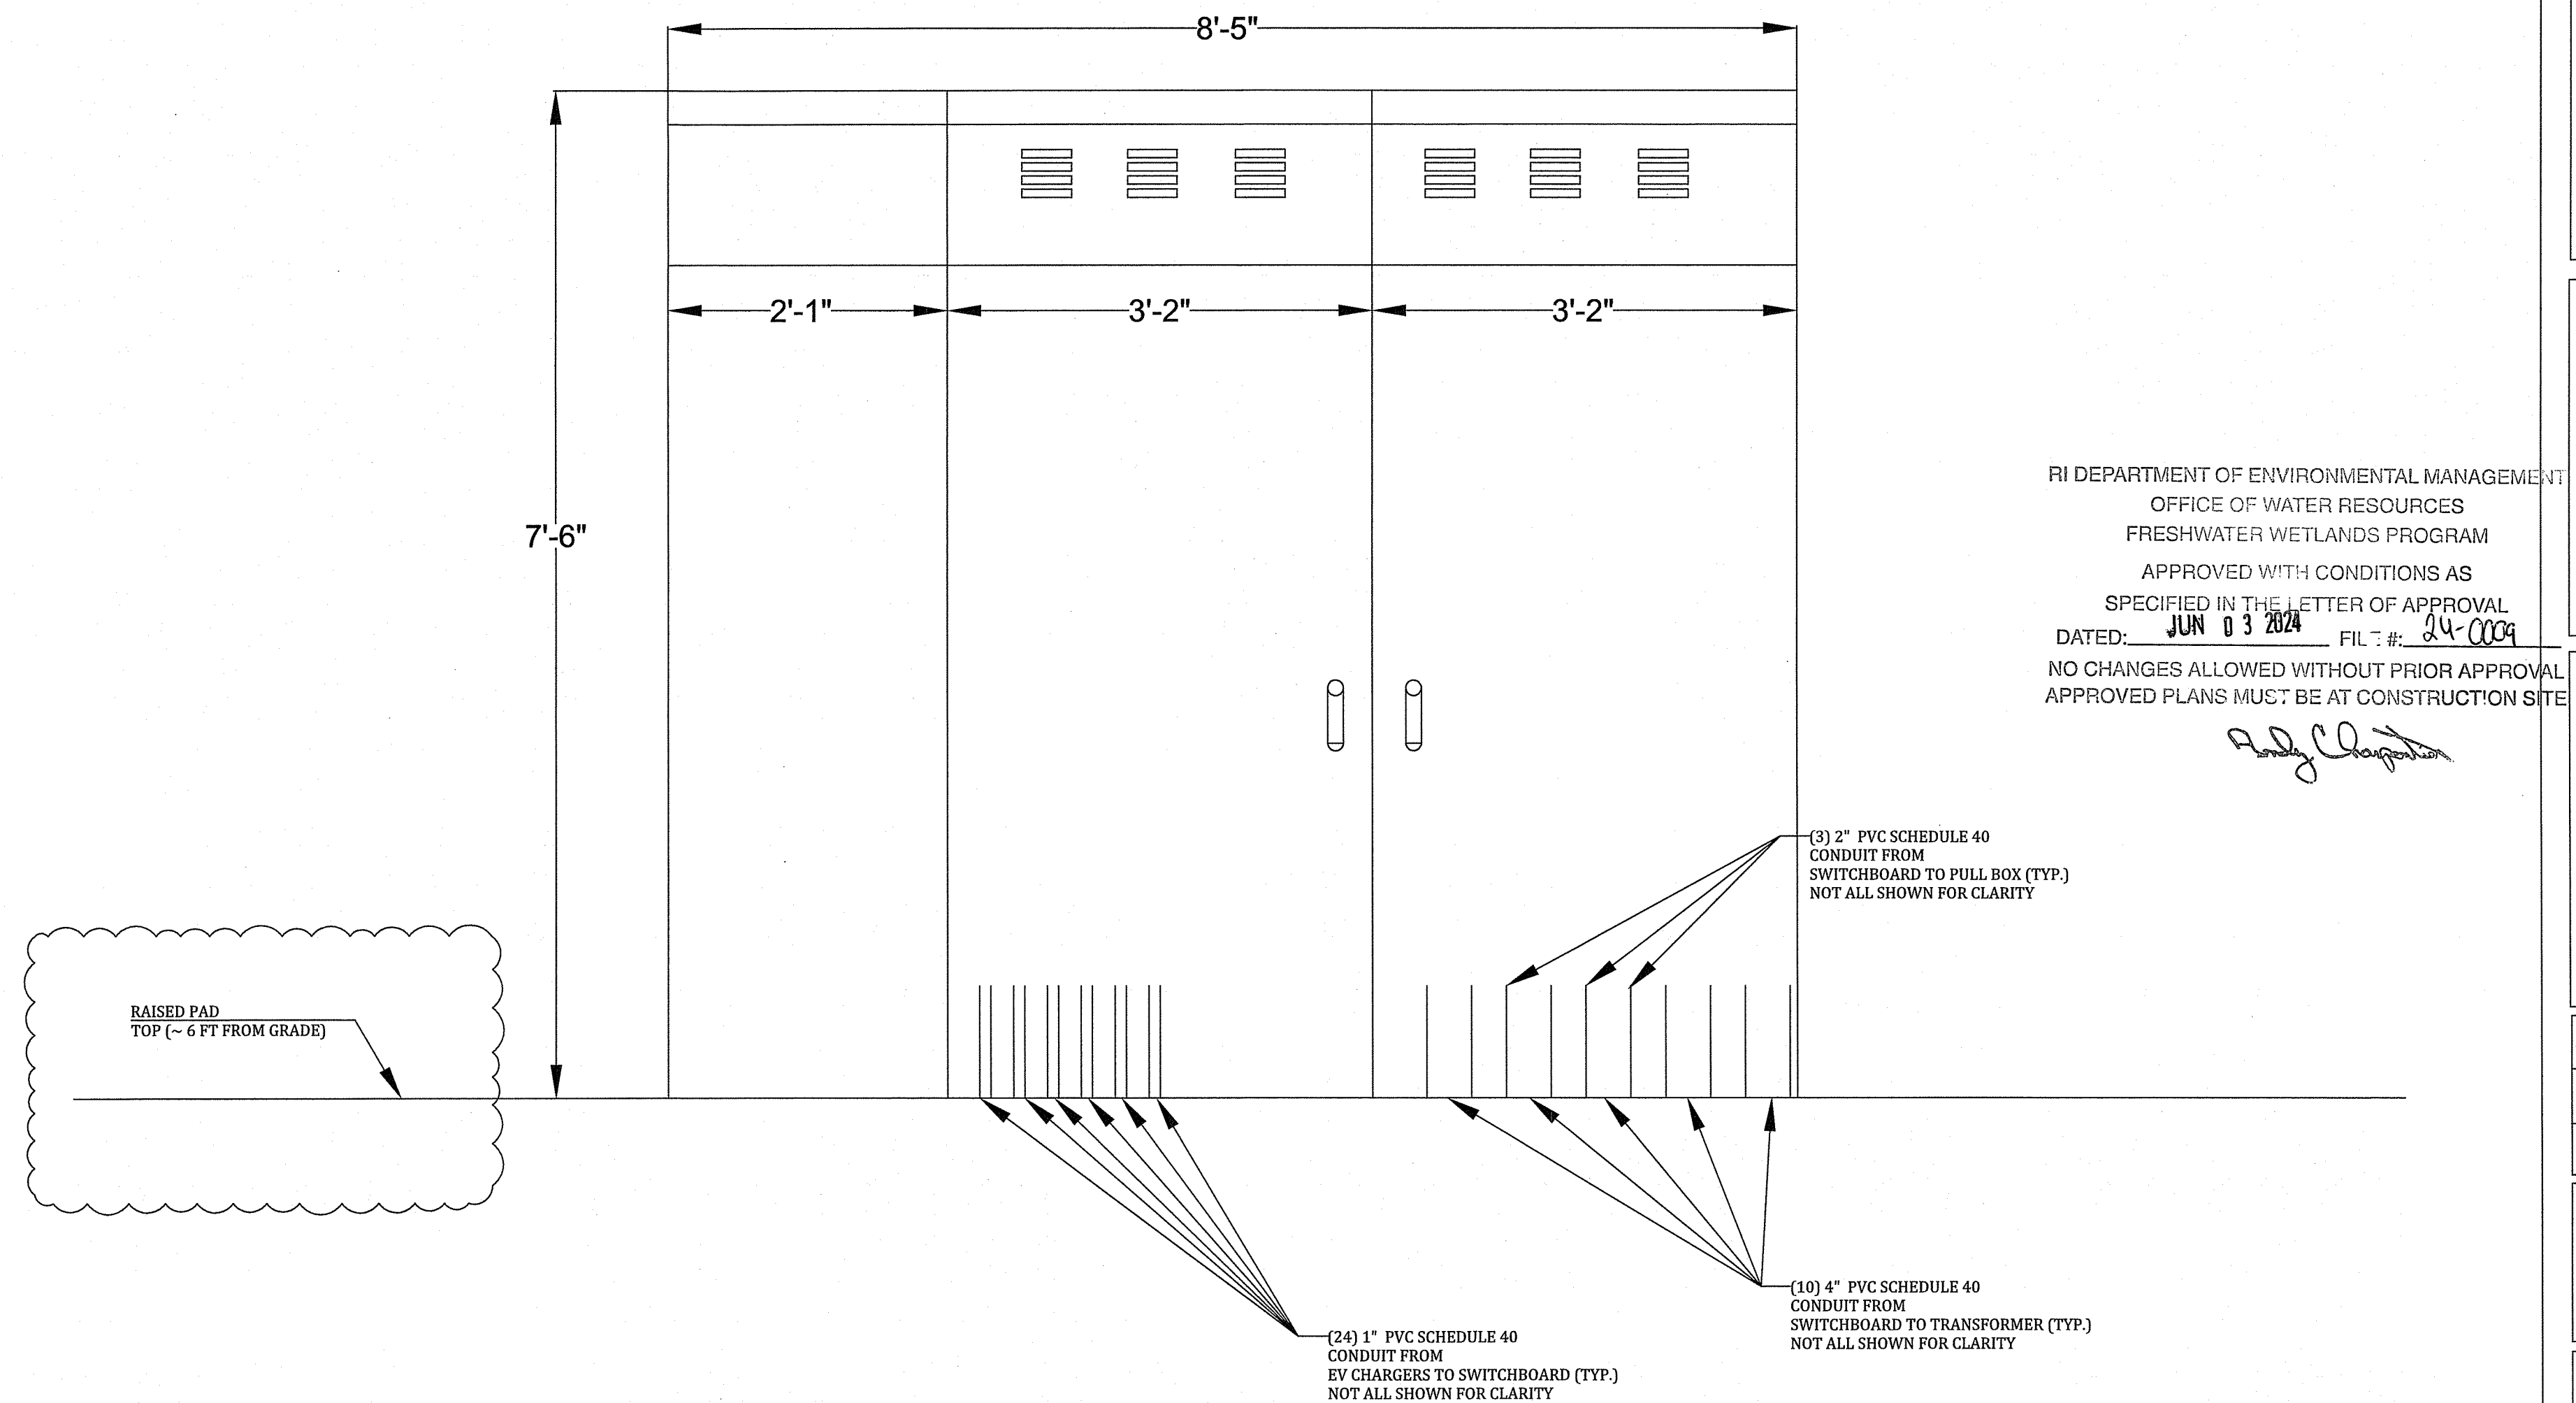 8'-5"
2'-1"
3'-2"
3'-2"
7'-6"
RI DEPARTMENT OF ENVIRONMENTAL MANAGEMENT
OFFICE OF WATER RESOURCES
FRESHWATER WETLANDS PROGRAM
APPROVED WITH CONDITIONS AS
SPECIFIED IN THE LETTER OF APPROVAL
DATED: JUN 03 2024 FILE #: 24-0009
NO CHANGES ALLOWED WITHOUT PRIOR APPROVAL
APPROVED PLANS MUST BE AT CONSTRUCTION SITE
(3) 2" PVC SCHEDULE 40
CONDUIT FROM
SWITCHBOARD TO PULL BOX (TYP.)
NOT ALL SHOWN FOR CLARITY
RAISED PAD
TOP (~ 6 FT FROM GRADE)
(10) 4" PVC SCHEDULE 40
CONDUIT FROM
SWITCHBOARD TO TRANSFORMER (TYP.)
NOT ALL SHOWN FOR CLARITY
(24) 1" PVC SCHEDULE 40
CONDUIT FROM
EV CHARGERS TO SWITCHBOARD (TYP.)
NOT ALL SHOWN FOR CLARITY